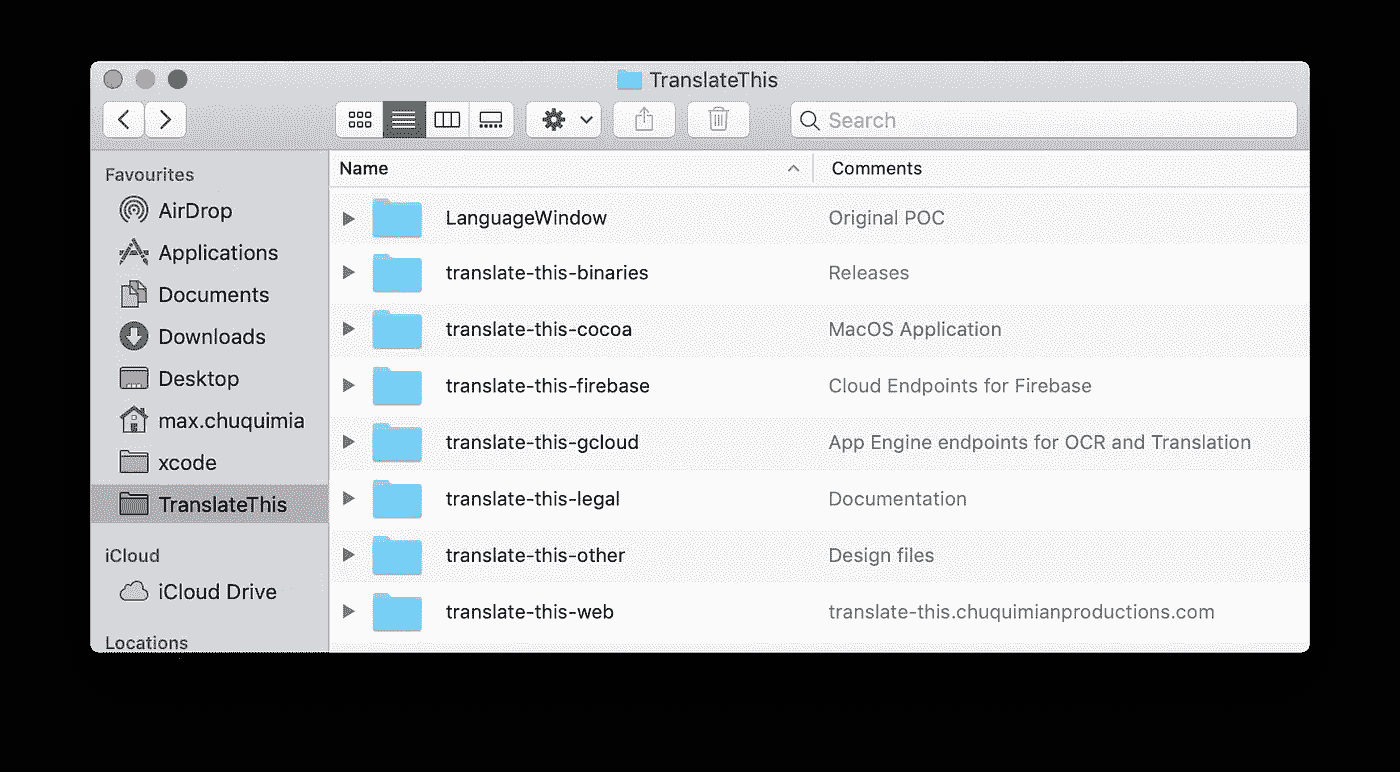 TranslateThis
Search
Favourites
AirDrop
Applications
Documents
Downloads
Desktop
max.chuquimia
xcode
TranslateThis
iCloud
iCloud Drive
Locations
Name Comments
LanguageWindow Original POC
translate-this-binaries Releases
translate-this-cocoa MacOS Application
translate-this-firebase Cloud Endpoints for Firebase
translate-this-gcloud App Engine endpoints for OCR and Translation
translate-this-legal Documentation
translate-this-other Design files
translate-this-web translate-this.chuquimianproductions.com